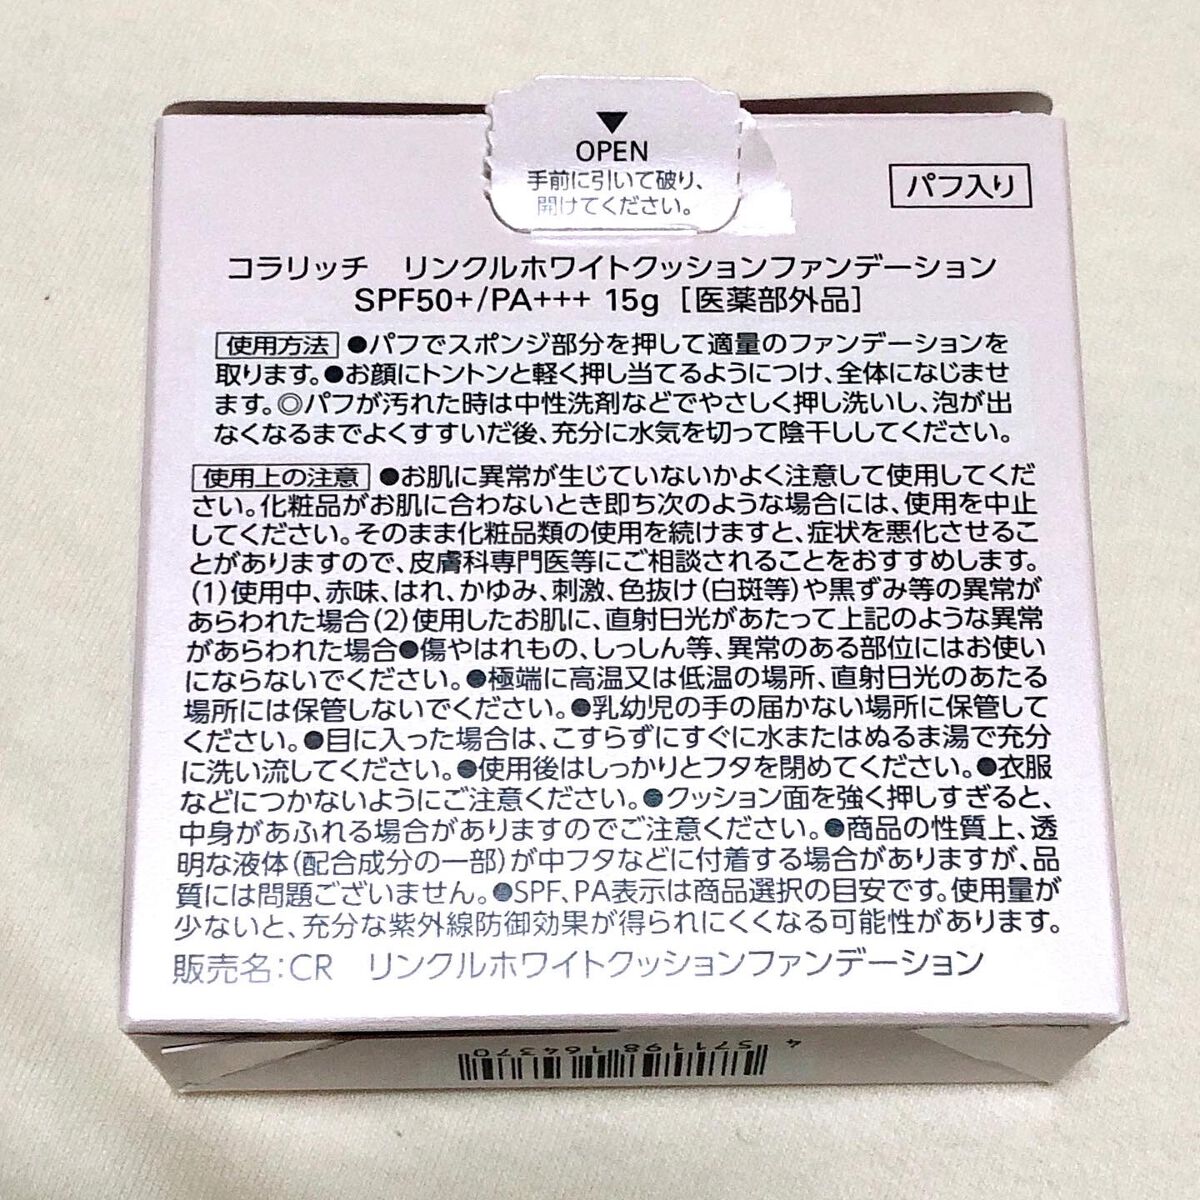 ▼
OPEN
手前に引いて破り、
開けてください。
パフ入り
コラリッチ　リンクルホワイトクッションファンデーション
SPF50+/PA+++ 15g［医薬部外品］
使用方法 ●パフでスポンジ部分を押して適量のファンデーションを
取ります。●お顔にトントンと軽く押し当てるようにつけ、全体になじませ
ます。◎パフが汚れた時は中性洗剤などでやさしく押し洗いし、泡が出
なくなるまでよくすすいだ後、充分に水気を切って陰干ししてください。
使用上の注意 ●お肌に異常が生じていないかよく注意して使用してくだ
さい。化粧品がお肌に合わないとき即ち次のような場合には、使用を中止
してください。そのまま化粧品類の使用を続けますと、症状を悪化させるこ
とがありますので、皮膚科専門医等にご相談されることをおすすめします。
(1)使用中、赤味、はれ、かゆみ、刺激、色抜け(白斑等)や黒ずみ等の異常が
あらわれた場合(2)使用したお肌に、直射日光があたって上記のような異常
があらわれた場合●傷やはれもの、しっしん等、異常のある部位にはお使い
にならないでください。●極端に高温又は低温の場所、直射日光のあたる
場所には保管しないでください。●乳幼児の手の届かない場所に保管して
ください。●目に入った場合は、こすらずにすぐに水またはぬるま湯で充分
に洗い流してください。●使用後はしっかりとフタを閉めてください。●衣服
などにつかないようにご注意ください。●クッション面を強く押しすぎると、
中身があふれる場合がありますのでご注意ください。●商品の性質上、透
明な液体(配合成分の一部)が中フタなどに付着する場合がありますが、品
質には問題ございません。●SPF、PA表示は商品選択の目安です。使用量が
少ないと、充分な紫外線防御効果が得られにくくなる可能性があります。
販売名：CR　リンクルホワイトクッションファンデーション
4 571198 164370